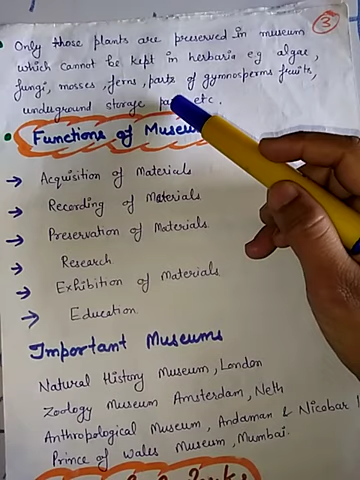 3
Only those plants are preserved in museum
which cannot be kept in herbaria e.g algae,
fungi, mosses, ferns, parts of gymnosperms fruits,
underground storage etc.
Functions of
→ Acquisition of Materials
→ Recording of Materials
→ Preservation of Materials
→ Research
→ Exhibition of Materials
→ Education
Important Museums
Natural History Museum, London
Zoology Museum Amsterdam, Neth
Anthropological Museum, Andaman & Nicobar
Prince of Wales Museum, Mumbai.